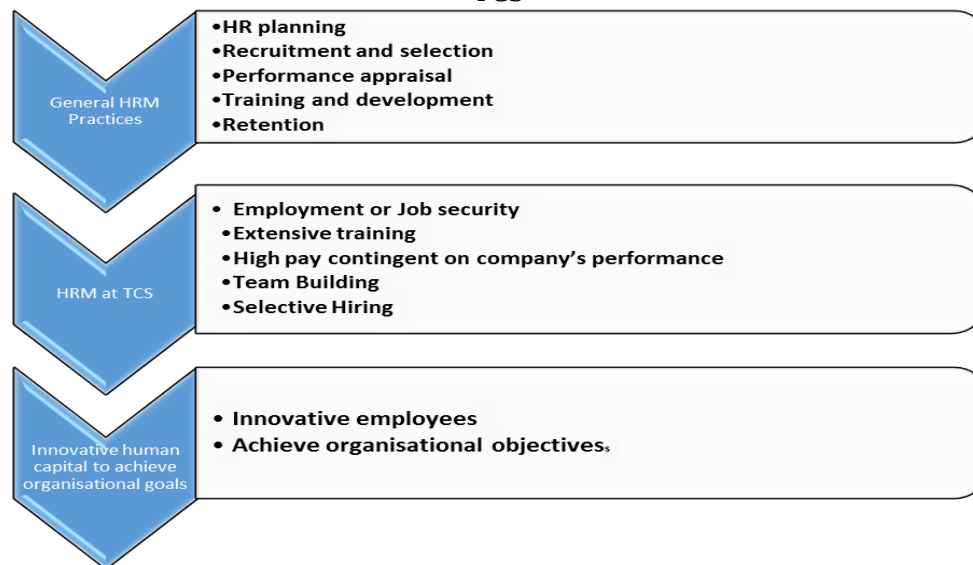 General HRM
Practices
•HR planning
•Recruitment and selection
•Performance appraisal
•Training and development
•Retention
HRM at TCS
• Employment or Job security
•Extensive training
•High pay contingent on company’s performance
•Team Building
•Selective Hiring
Innovative human
capital to achieve
organisational goals
• Innovative employees
• Achieve organisational objectives.